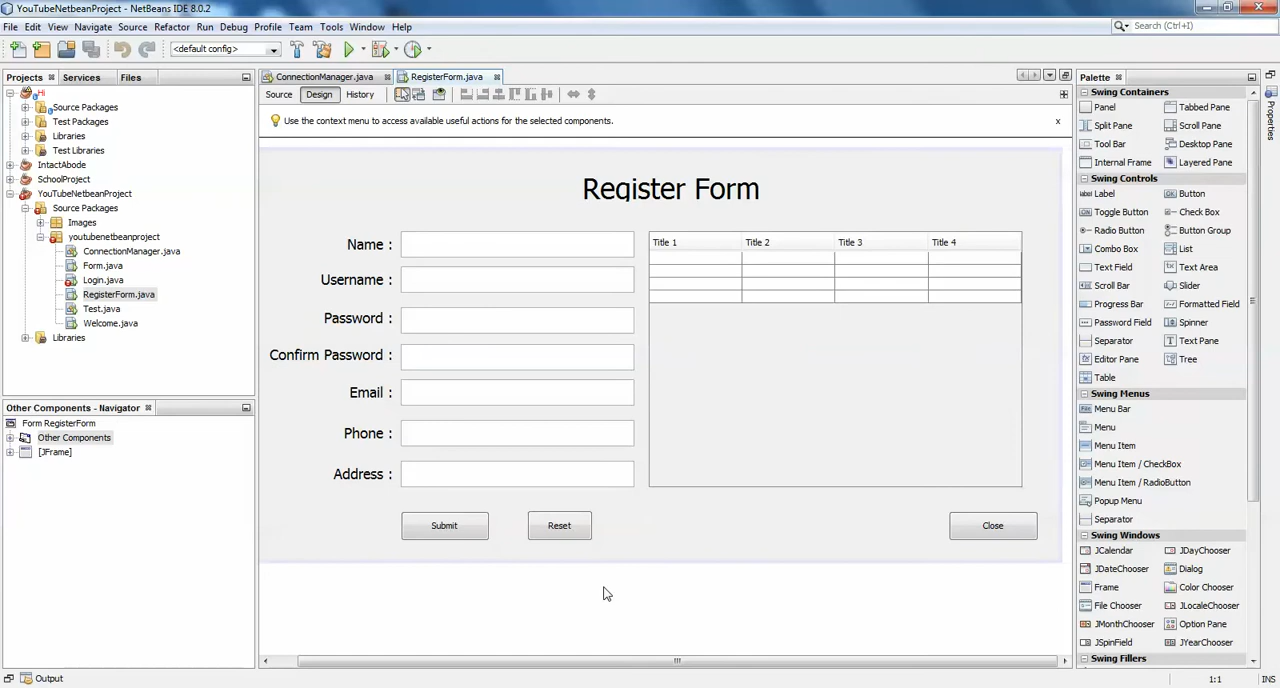 YouTubeNetbeanProject - NetBeans IDE 8.0.2
File Edit View Navigate Source Refactor Run Debug Profile Team Tools Window Help
Search (Ctrl+I)
<default config>
Projects Services Files
Hi
Source Packages
Test Packages
Libraries
Test Libraries
IntactAbode
SchoolProject
YouTubeNetbeanProject
Source Packages
Images
youtubenetbeanproject
ConnectionManager.java
Form.java
Login.java
RegisterForm.java
Test.java
Welcome.java
Libraries
Other Components - Navigator
Form RegisterForm
Other Components
[JFrame]
ConnectionManager.java RegisterForm.java
Source Design History
Use the context menu to access available useful actions for the selected components.
x
Register Form
Name :
Username :
Password :
Confirm Password :
Email :
Phone :
Address :
Title 1 Title 2 Title 3 Title 4
Submit Reset Close
Palette
Swing Containers
Panel Tabbed Pane
Split Pane Scroll Pane
Tool Bar Desktop Pane
Internal Frame Layered Pane
Swing Controls
Label Label OK Button
Toggle Button Check Box
Radio Button Button Group
Combo Box List
Text Field Text Area
Scroll Bar Slider
Progress Bar Formatted Field
Password Field Spinner
Separator Text Pane
Editor Pane Tree
Table
Swing Menus
Menu Bar
Menu
Menu Item
Menu Item / CheckBox
Menu Item / RadioButton
Popup Menu
Separator
Swing Windows
JCalendar JDayChooser
JDateChooser Dialog
Frame Color Chooser
File Chooser JLocaleChooser
JMonthChooser Option Pane
JSpinField JYearChooser
Swing Fillers
Properties
Output
1:1 INS